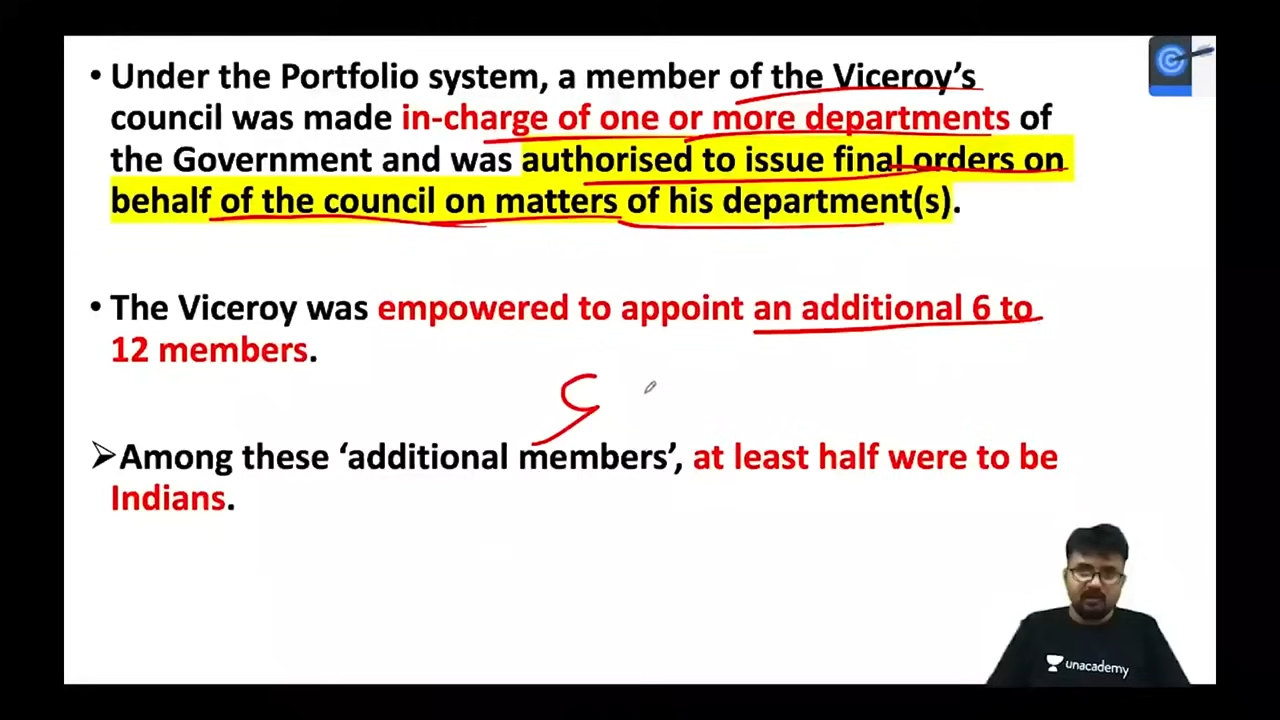 • Under the Portfolio system, a member of the Viceroy's
council was made in-charge of one or more departments of
the Government and was authorised to issue final orders on
behalf of the council on matters of his department(s).
• The Viceroy was empowered to appoint an additional 6 to
12 members.
➢Among these ‘additional members’, at least half were to be
Indians.
unacademy